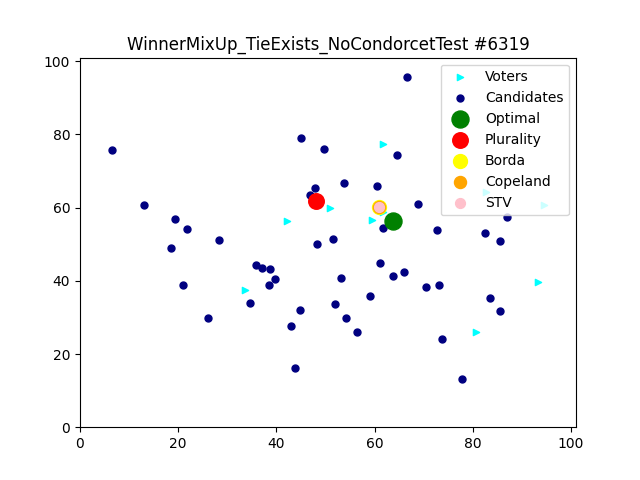 WinnerMixUp_TieExists_NoCondorcetTest #6319
100
80
60
40
20
0
0
20
40
60
80
100
Voters
Candidates
Optimal
Plurality
Borda
Copeland
STV